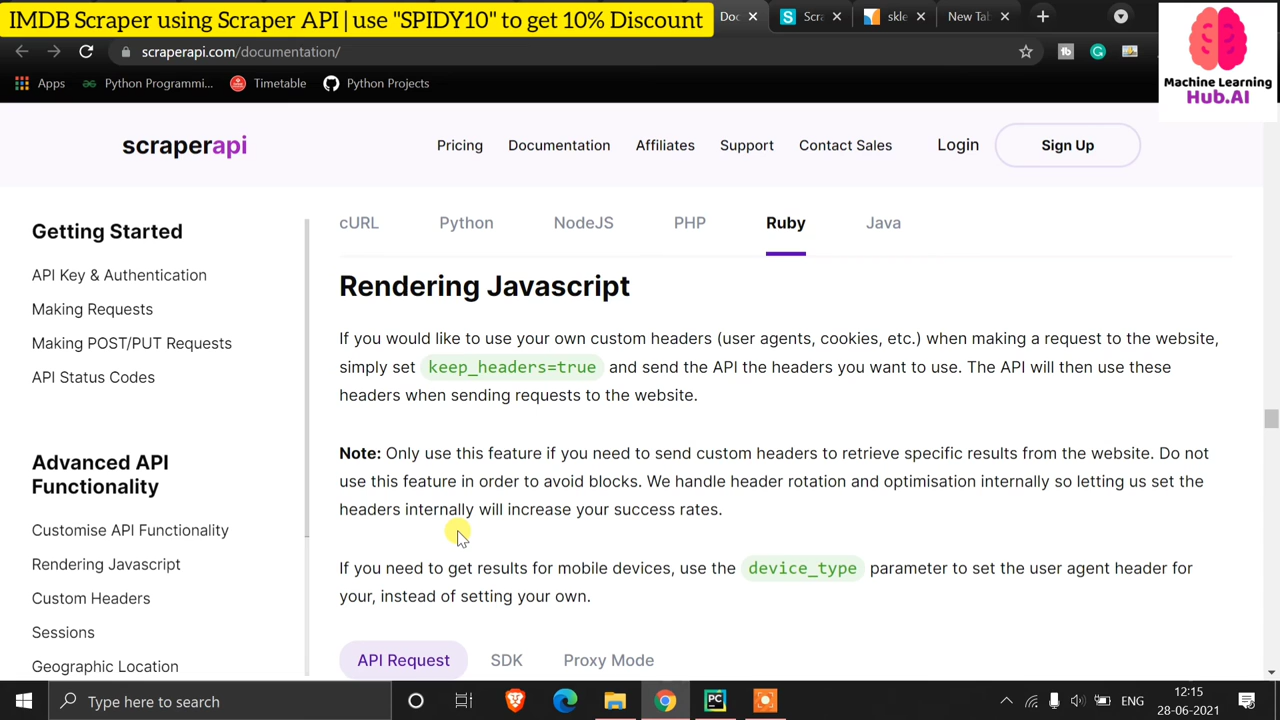 IMDB Scraper using Scraper API | use "SPIDY10" to get 10% Discount
Doc
Scra
skle
New Tab
scraperapi.com/documentation/
Apps
Python Programmi...
Timetable
Python Projects
Machine Learning
Hub.AI
scraperapi
Pricing
Documentation
Affiliates
Support
Contact Sales
Login
Sign Up
cURL
Python
NodeJS
PHP
Ruby
Java
Getting Started
API Key & Authentication
Making Requests
Making POST/PUT Requests
API Status Codes
Advanced API
Functionality
Customise API Functionality
Rendering Javascript
Custom Headers
Sessions
Geographic Location
Rendering Javascript
If you would like to use your own custom headers (user agents, cookies, etc.) when making a request to the website,
simply set keep_headers=true and send the API the headers you want to use. The API will then use these
headers when sending requests to the website.
Note: Only use this feature if you need to send custom headers to retrieve specific results from the website. Do not
use this feature in order to avoid blocks. We handle header rotation and optimisation internally so letting us set the
headers internally will increase your success rates.
If you need to get results for mobile devices, use the device_type parameter to set the user agent header for
your, instead of setting your own.
API Request
SDK
Proxy Mode
Type here to search
ENG
12:15
28-06-2021